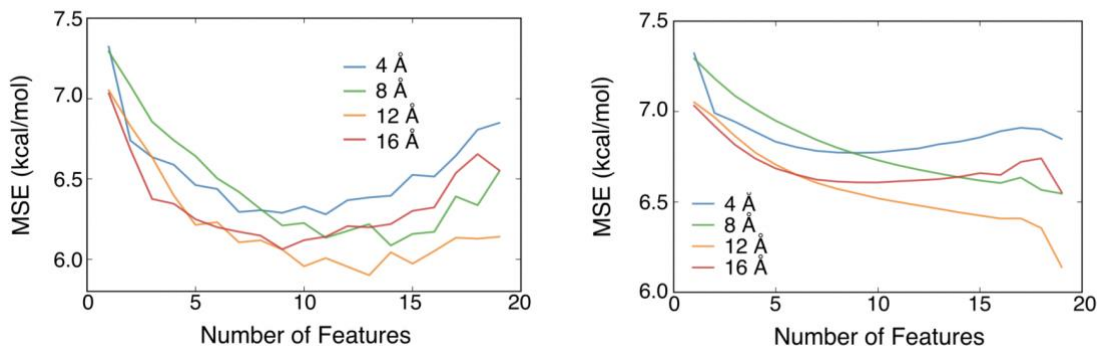 7.5
7.0
6.5
6.0
MSE (kcal/mol)
4 Å
8 Å
12 Å
16 Å
0 5 10 15 20
Number of Features
7.5
7.0
6.5
6.0
MSE (kcal/mol)
4 Å
8 Å
12 Å
16 Å
0 5 10 15 20
Number of Features